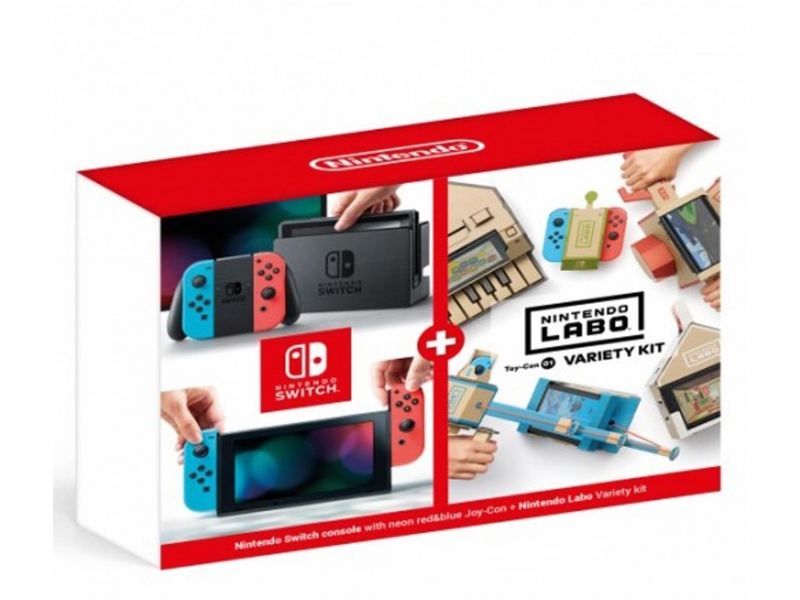 Nintendo
NINTENDO
SWITCH
NINTENDO
SWITCH.
NINTENDO
LABO
Toy-Con 01 VARIETY KIT
LABO
Nintendo Switch console with neon red&blue Joy-Con + Nintendo Labo Variety kit